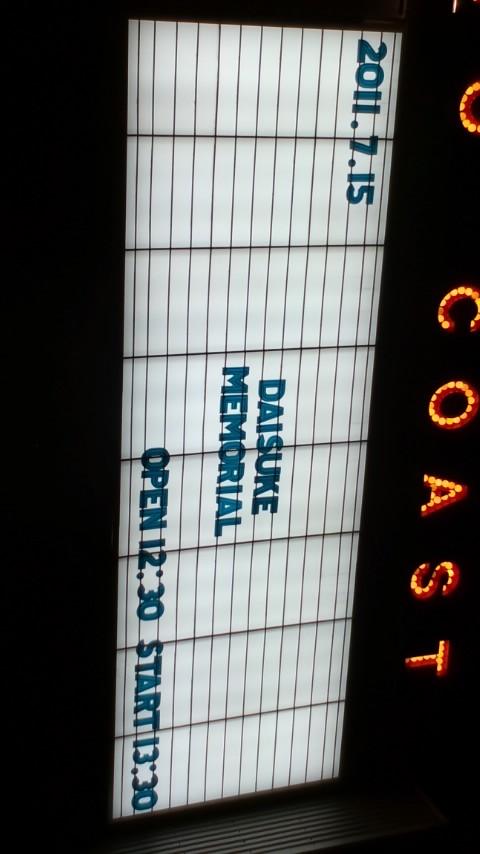 O COAST
2011.7.15
DAISUKE
MEMORIAL
OPEN 12:30 START 13:30